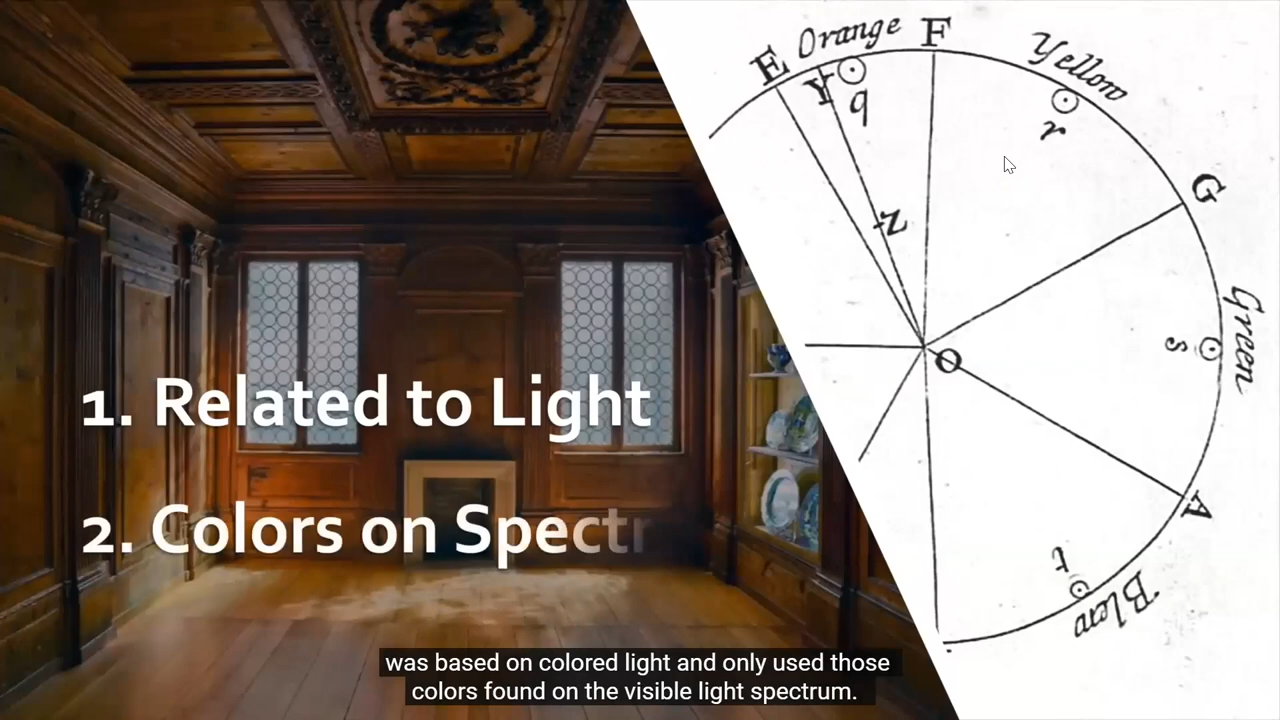 1. Related to Light
2. Colors on Spectr
E
Orange
F
Y
q
Yellow
r
Z
G
O
Green
s
A
t
Blew
was based on colored light and only used those
colors found on the visible light spectrum.